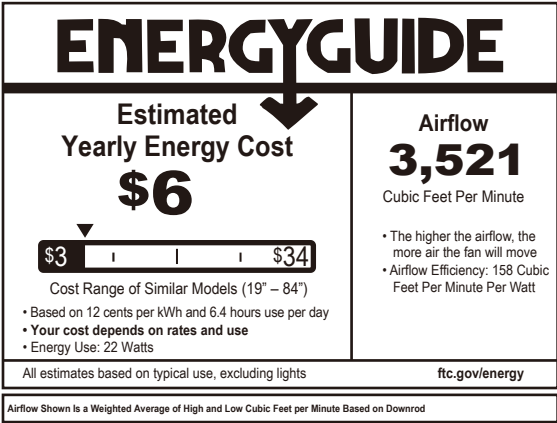 ENERGYGUIDE
Estimated
Yearly Energy Cost
$6
$3
$34
Cost Range of Similar Models (19” – 84”)
• Based on 12 cents per kWh and 6.4 hours use per day
• Your cost depends on rates and use
• Energy Use: 22 Watts
Airflow
3,521
Cubic Feet Per Minute
• The higher the airflow, the
more air the fan will move
• Airflow Efficiency: 158 Cubic
Feet Per Minute Per Watt
All estimates based on typical use, excluding lights
ftc.gov/energy
Airflow Shown Is a Weighted Average of High and Low Cubic Feet per Minute Based on Downrod